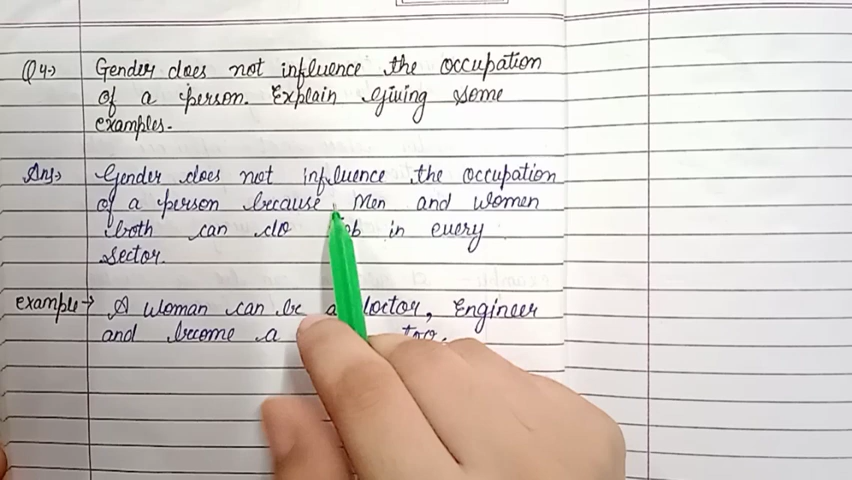 Q4→ Gender does not influence the occupation
of a person. Explain giving some
examples.
Ans→ Gender does not influence the occupation
of a person because Men and women
both can do in every
sector.
example→ A woman can be a doctor, Engineer
and become a too.